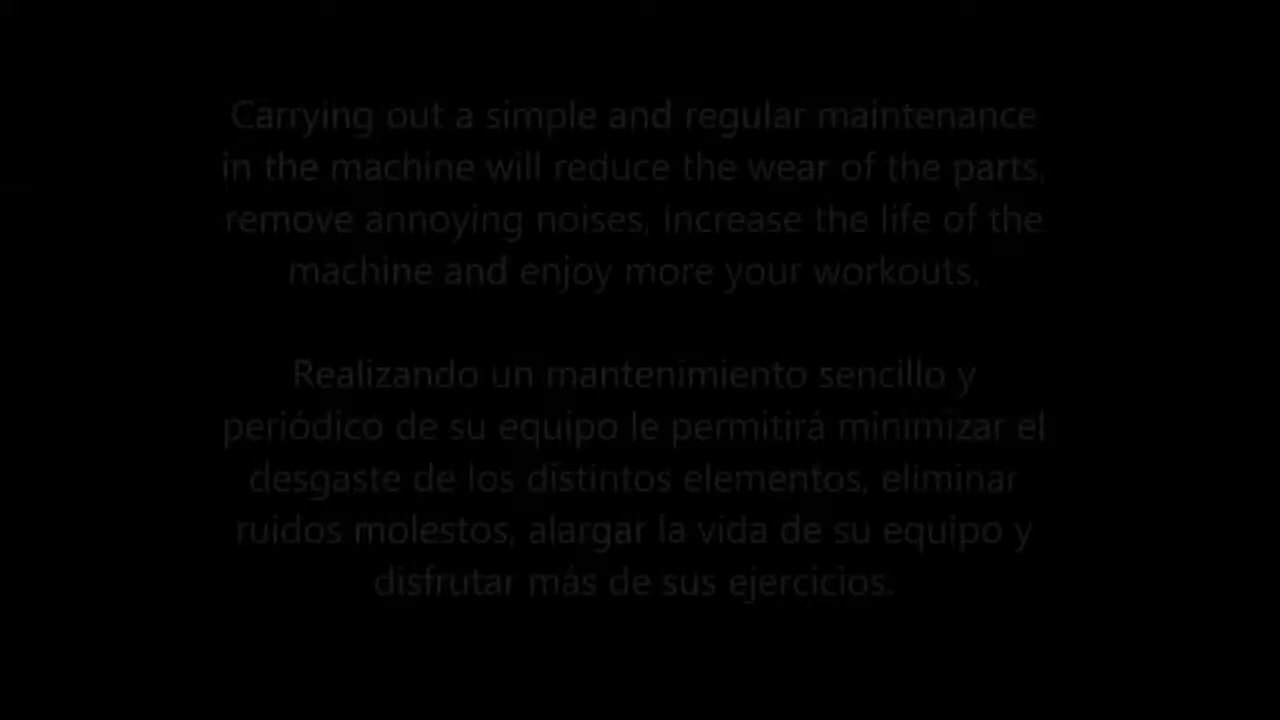 Carrying out a simple and regular maintenance
in the machine will reduce the wear of the parts,
remove annoying noises, increase the life of the
machine and enjoy more your workouts.
Realizando un mantenimiento sencillo y
periódico de su equipo le permitirá minimizar el
desgaste de los distintos elementos, eliminar
ruidos molestos, alargar la vida de su equipo y
disfrutar más de sus ejercicios.